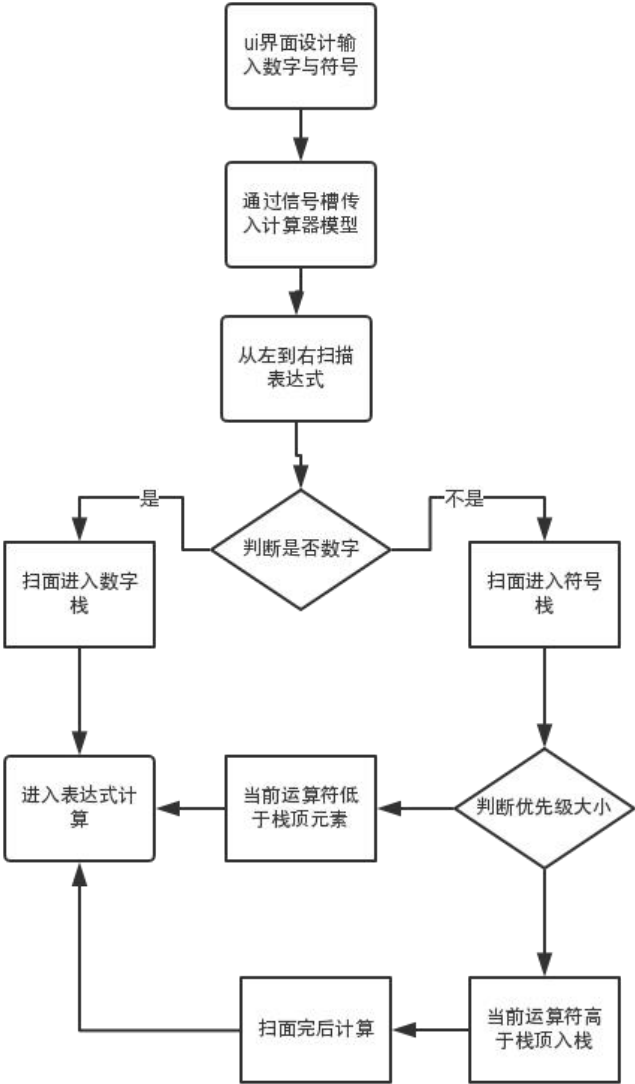 ui界面设计输
入数字与符号
通过信号槽传
入计算器模型
从左到右扫描
表达式
是
不是
判断是否数字
扫面进入数字
栈
扫面进入符号
栈
进入表达式计
算
当前运算符低
于栈顶元素
判断优先级大小
扫面完后计算
当前运算符高
于栈顶入栈